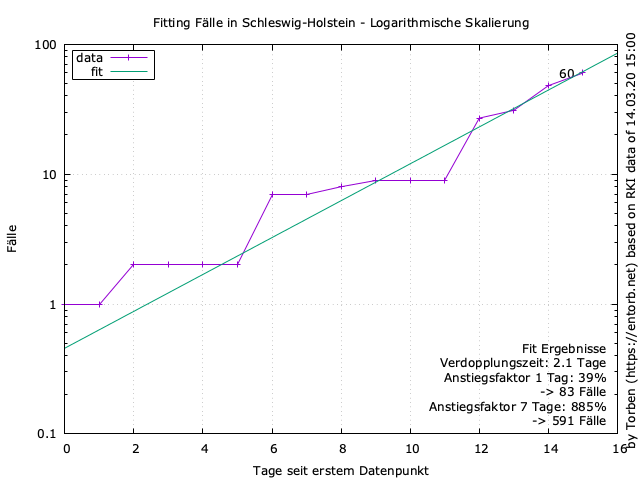 Fitting Fälle in Schleswig-Holstein - Logarithmische Skalierung
100
10
1
0.1
Fälle
data
fit
60
Fit Ergebnisse
Verdopplungszeit: 2.1 Tage
Anstiegsfaktor 1 Tag: 39%
-> 83 Fälle
Anstiegsfaktor 7 Tage: 885%
-> 591 Fälle
0 2 4 6 8 10 12 14 16
Tage seit erstem Datenpunkt
by Torben (https://entorb.net) based on RKI data of 14.03.20 15:00